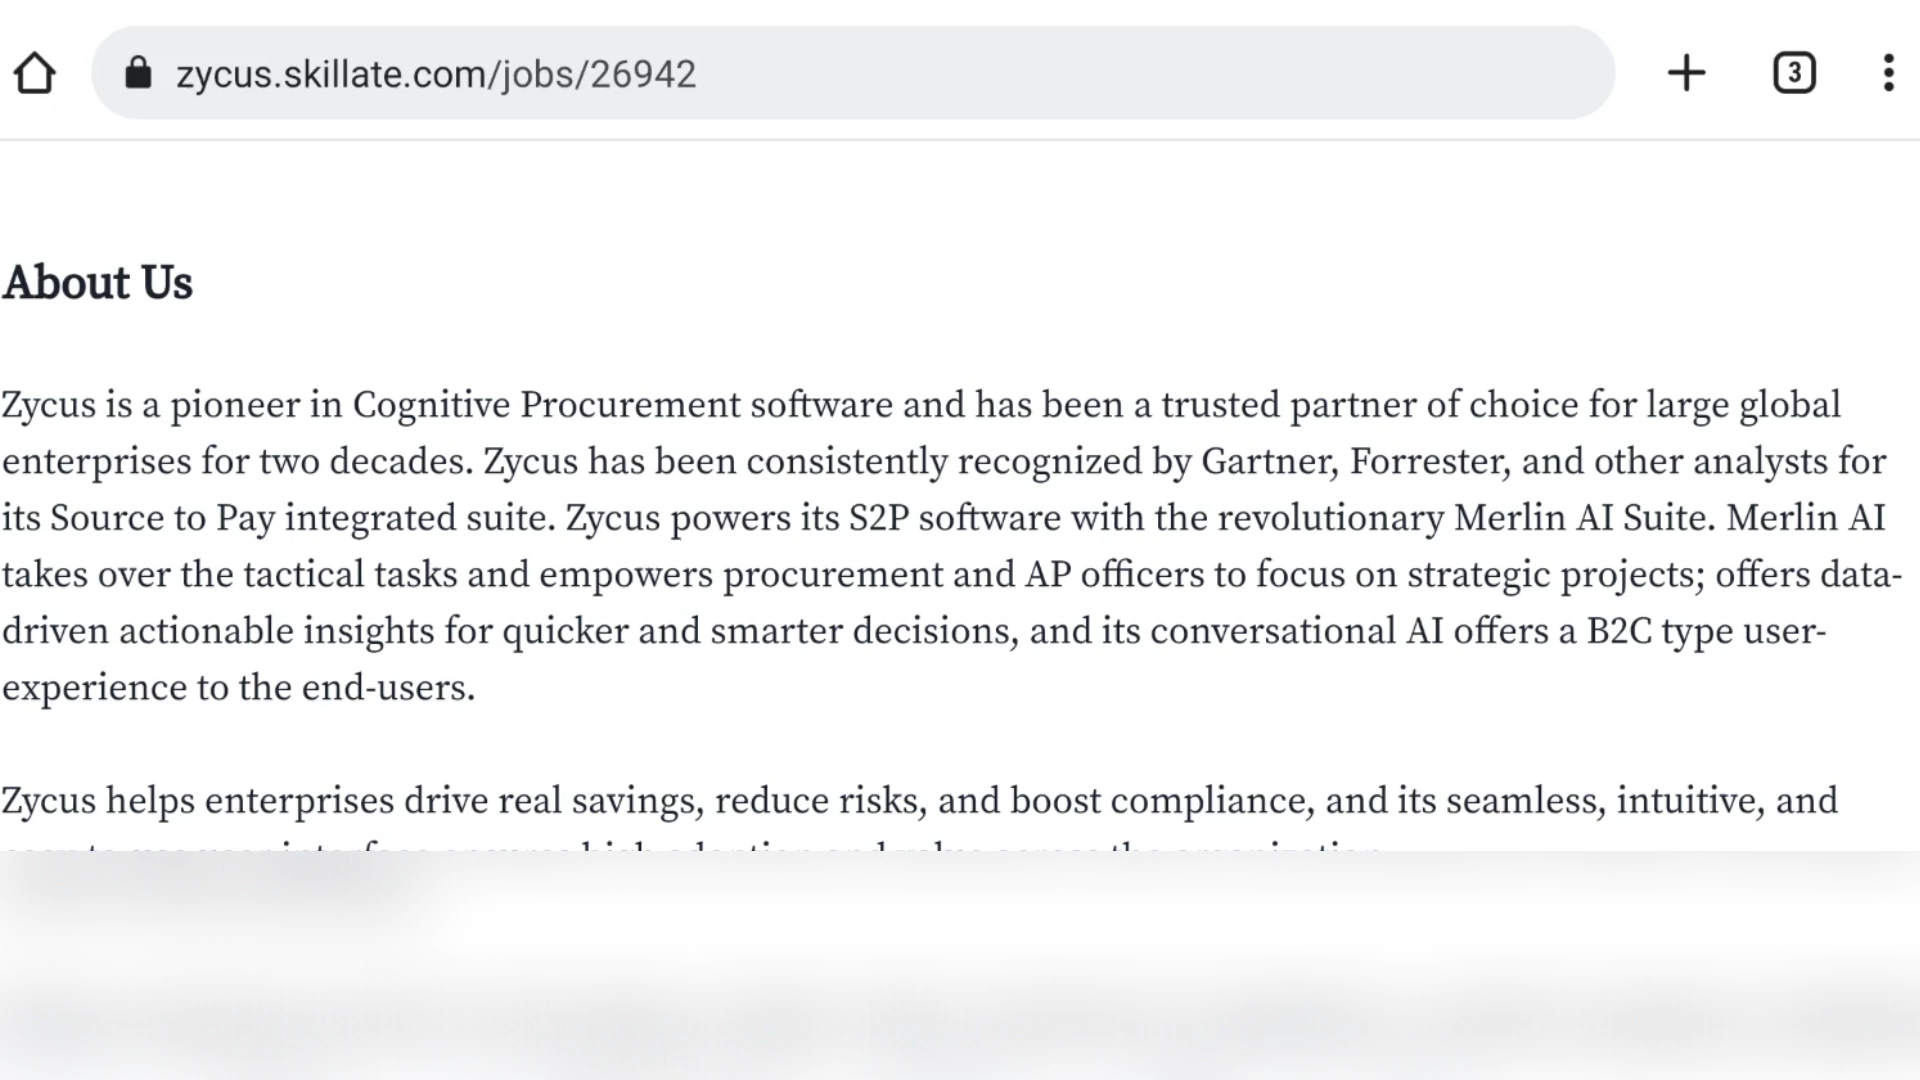 zycus.skillate.com/jobs/26942
3
About Us
Zycus is a pioneer in Cognitive Procurement software and has been a trusted partner of choice for large global
enterprises for two decades. Zycus has been consistently recognized by Gartner, Forrester, and other analysts for
its Source to Pay integrated suite. Zycus powers its S2P software with the revolutionary Merlin AI Suite. Merlin AI
takes over the tactical tasks and empowers procurement and AP officers to focus on strategic projects; offers data-
driven actionable insights for quicker and smarter decisions, and its conversational AI offers a B2C type user-
experience to the end-users.
Zycus helps enterprises drive real savings, reduce risks, and boost compliance, and its seamless, intuitive, and